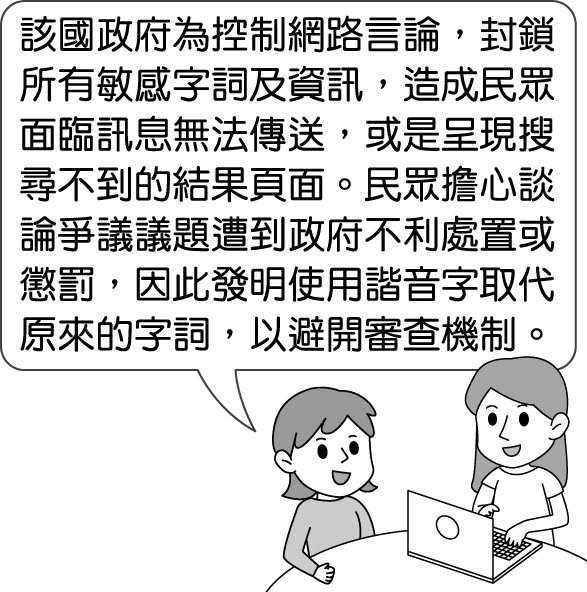 該國政府為控制網路言論，封鎖
所有敏感字詞及資訊，造成民眾
面臨訊息無法傳送，或是呈現搜
尋不到的結果頁面。民眾擔心談
論爭議議題遭到政府不利處置或
懲罰，因此發明使用諧音字取代
原來的字詞，以避開審查機制。